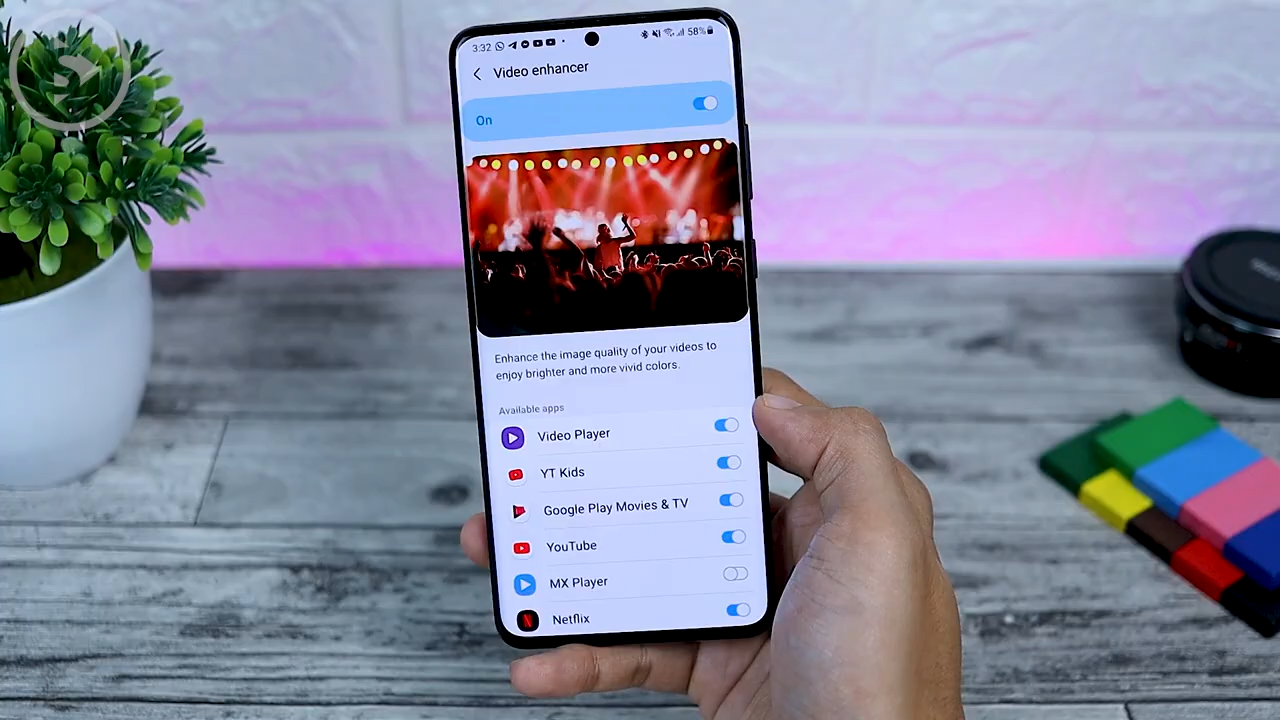 3:32
58%
Video enhancer
On
Enhance the image quality of your videos to
enjoy brighter and more vivid colors.
Available apps
Video Player
YT Kids
Google Play Movies & TV
YouTube
MX Player
Netflix